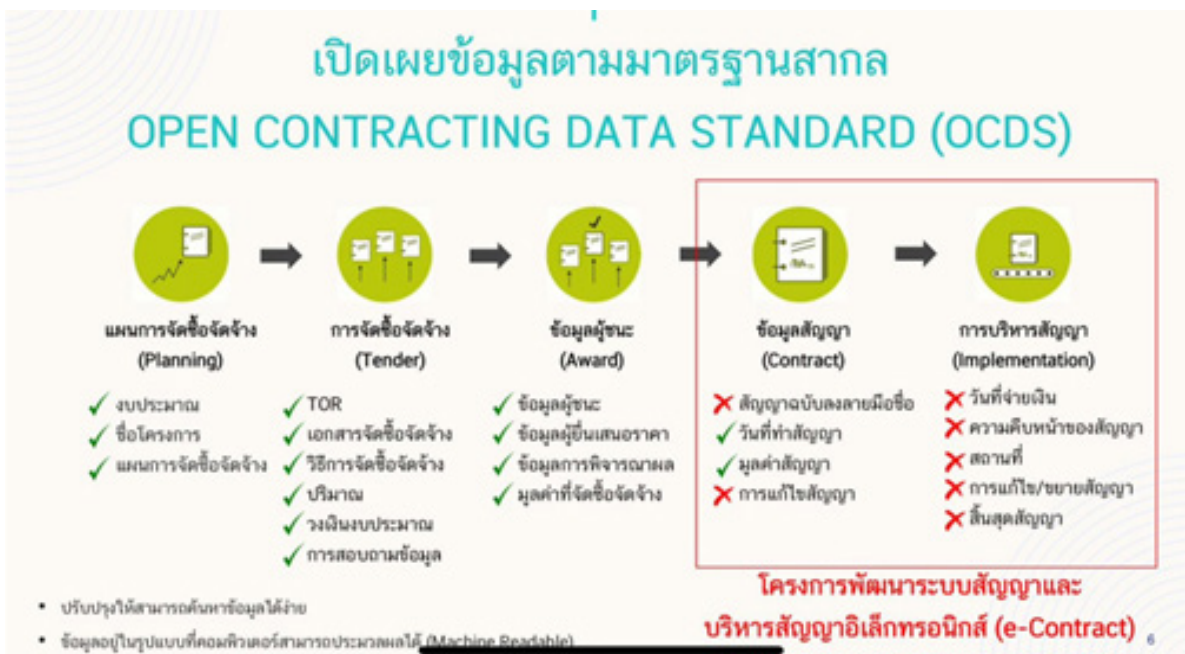 เปิดเผยข้อมูลตามมาตรฐานสากล
OPEN CONTRACTING DATA STANDARD (OCDS)
แผนการจัดซื้อจัดจ้าง
(Planning)
✓ งบประมาณ
✓ ชื่อโครงการ
✓ แผนการจัดซื้อจัดจ้าง
การจัดซื้อจัดจ้าง
(Tender)
✓ TOR
✓ เอกสารจัดซื้อจัดจ้าง
✓ วิธีการจัดซื้อจัดจ้าง
✓ ปริมาณ
✓ วงเงินงบประมาณ
✓ การสอบถามข้อมูล
ข้อมูลผู้ชนะ
(Award)
✓ ข้อมูลผู้ชนะ
✓ ข้อมูลผู้ยื่นเสนอราคา
✓ ข้อมูลการพิจารณาผล
✓ มูลค่าที่จัดซื้อจัดจ้าง
ข้อมูลสัญญา
(Contract)
✗ สัญญาฉบับลงลายมือชื่อ
✓ วันที่ทำสัญญา
✓ มูลค่าสัญญา
✗ การแก้ไขสัญญา
การบริหารสัญญา
(Implementation)
✗ วันที่จ่ายเงิน
✗ ความคืบหน้าของสัญญา
✗ สถานที่
✗ การแก้ไข/ขยายสัญญา
✗ สิ้นสุดสัญญา
โครงการพัฒนาระบบสัญญาและ
บริหารสัญญาอิเล็กทรอนิกส์ (e-Contract)
• ปรับปรุงให้สามารถค้นหาข้อมูลได้ง่าย
• ข้อมูลอยู่ในรูปแบบที่คอมพิวเตอร์สามารถประมวลผลได้ (Machine Readable)
6